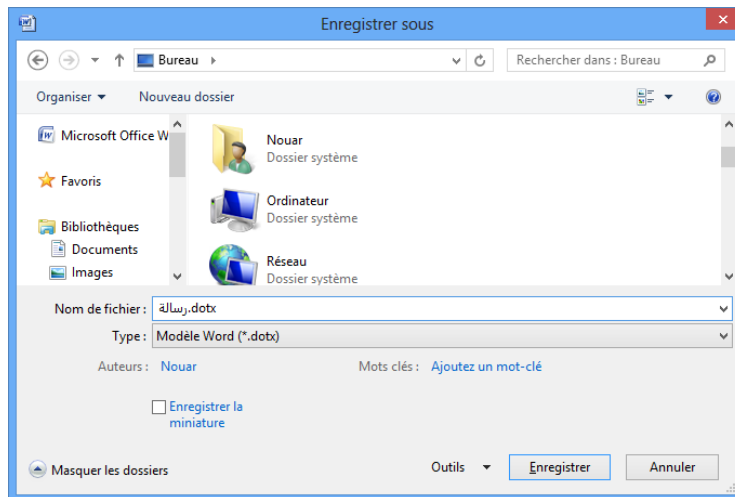 Enregistrer sous
Bureau
Rechercher dans : Bureau
Organiser
Nouveau dossier
Microsoft Office W
Favoris
Bibliothèques
Documents
Images
Nouar
Dossier système
Ordinateur
Dossier système
Réseau
Dossier système
Nom de fichier : رسالة.dotx
Type : Modèle Word (*.dotx)
Auteurs : Nouar
Mots clés : Ajoutez un mot-clé
Enregistrer la
miniature
Masquer les dossiers
Outils
Enregistrer
Annuler